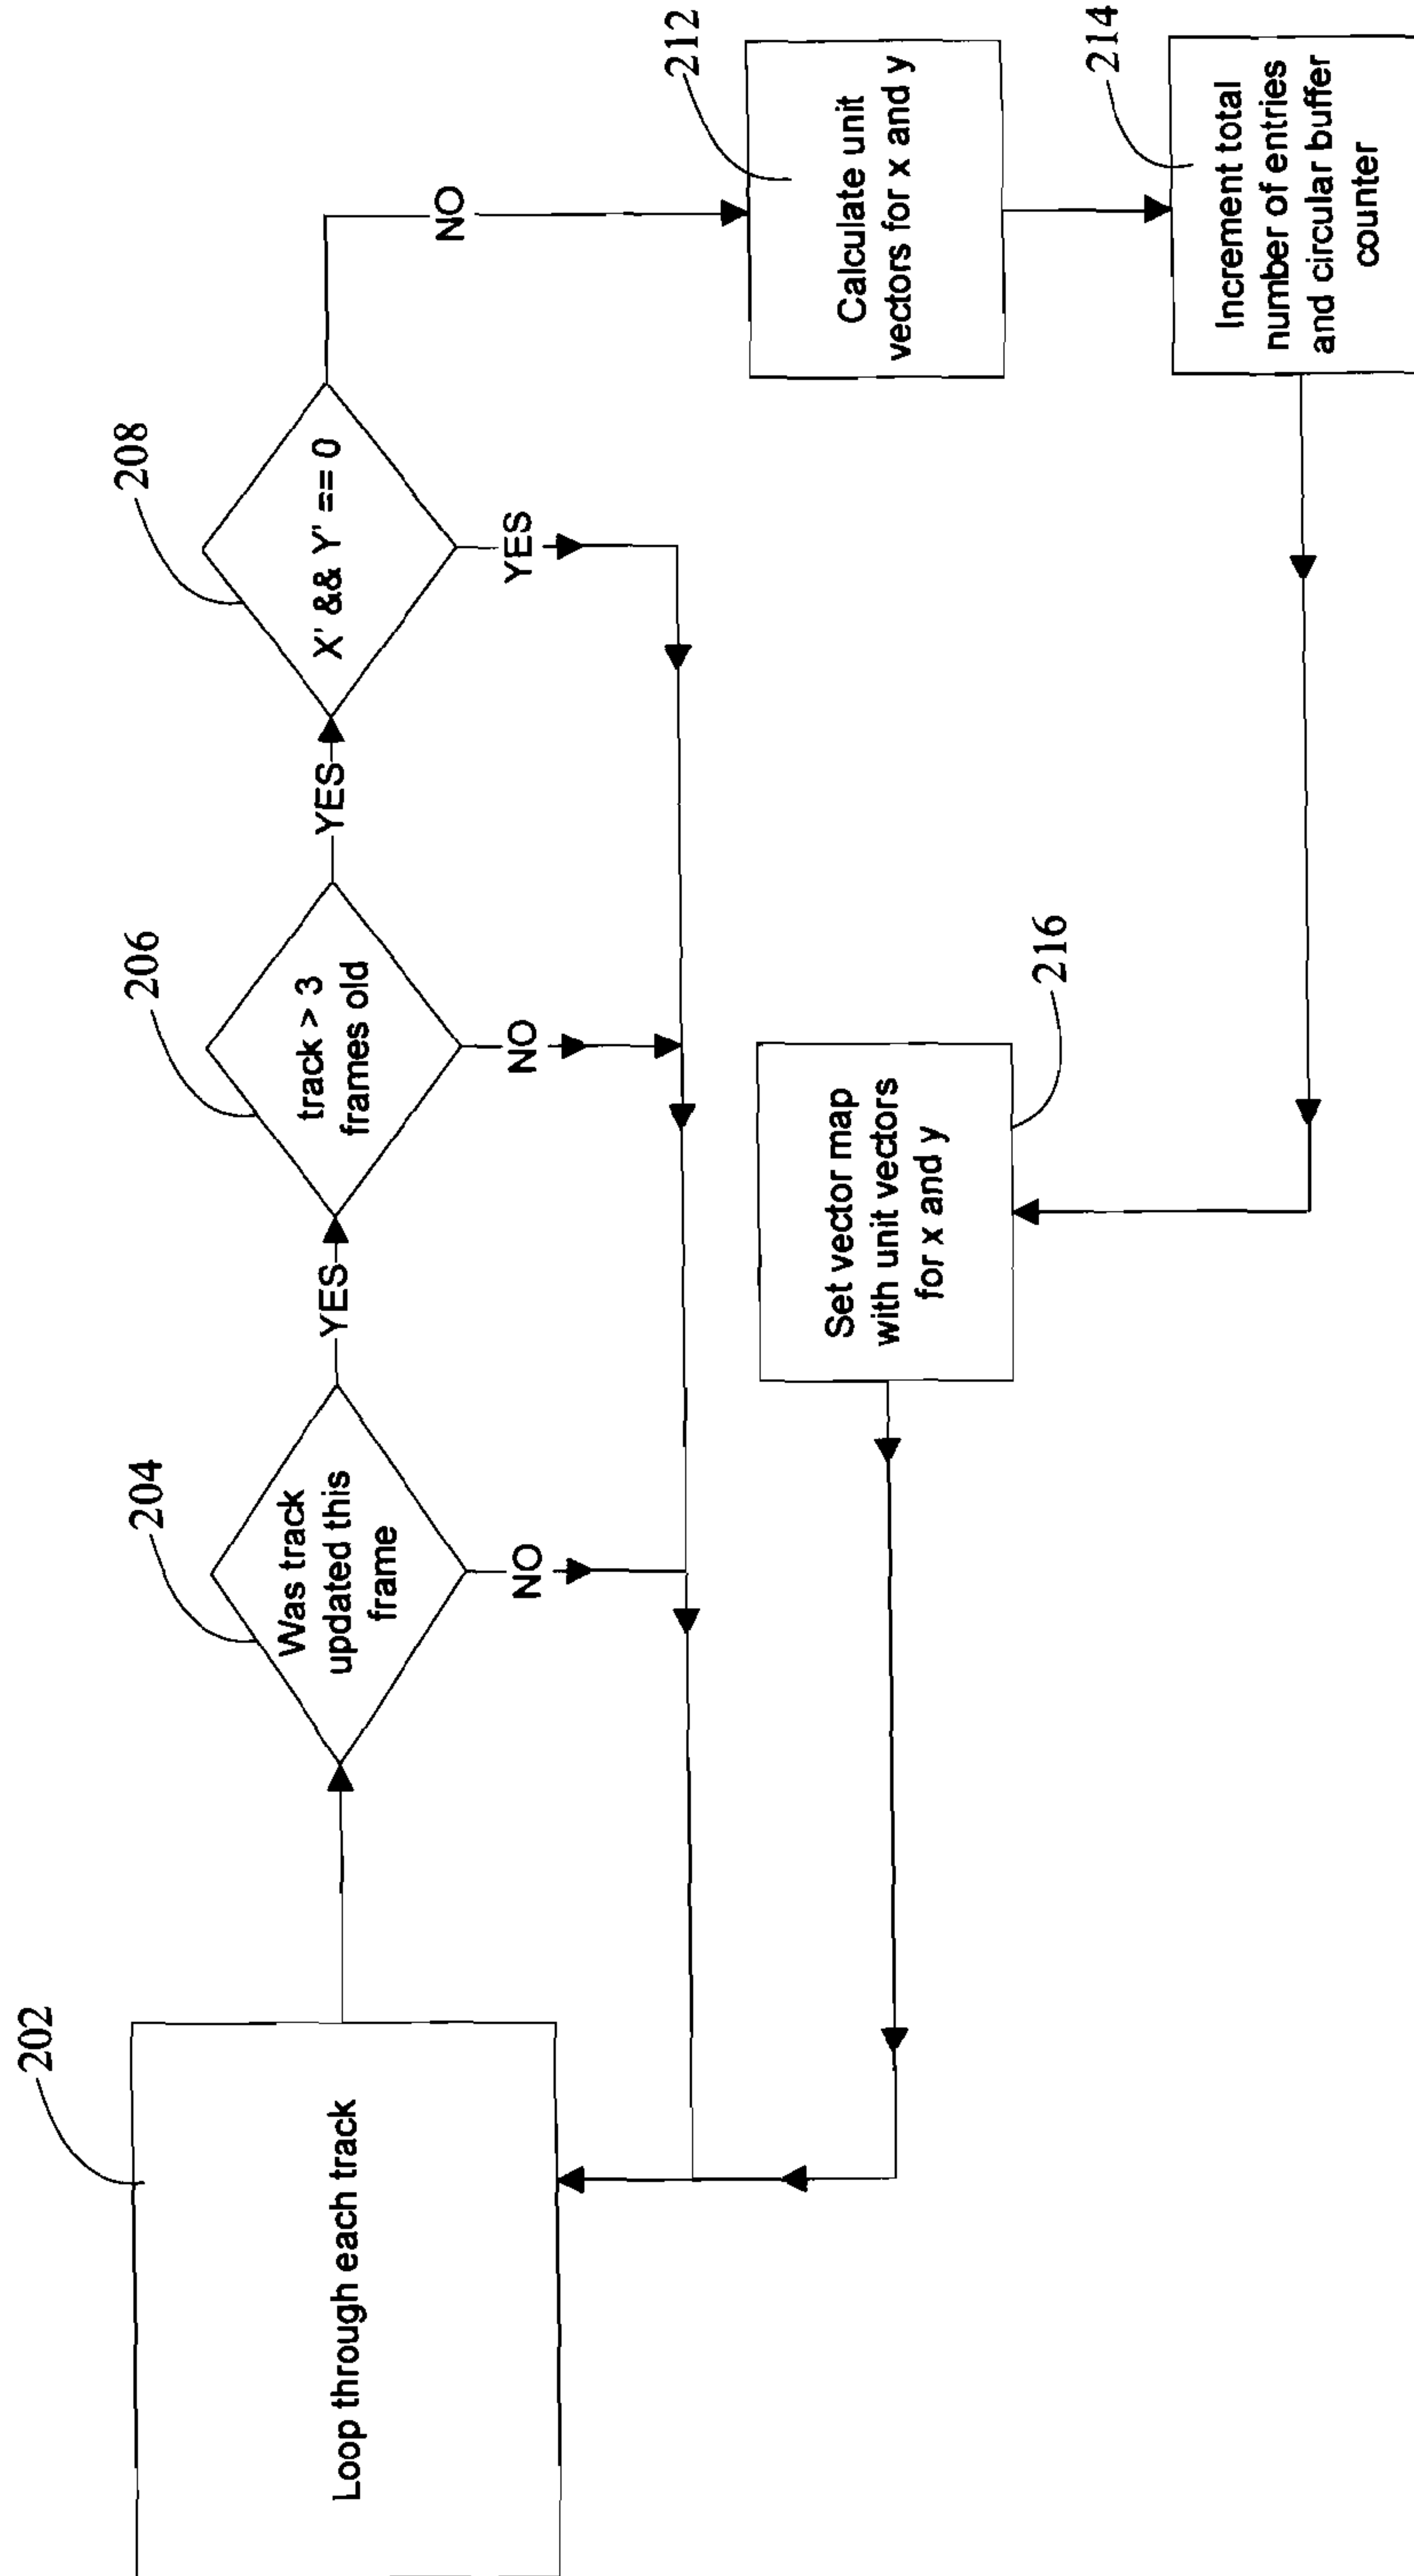 202
Loop through each track
204
Was track
updated this
frame
YES
NO
206
track > 3
frames old
YES
NO
208
X' && Y' == 0
YES
NO
212
Calculate unit
vectors for x and y
214
Increment total
number of entries
and circular buffer
counter
216
Set vector map
with unit vectors
for x and y